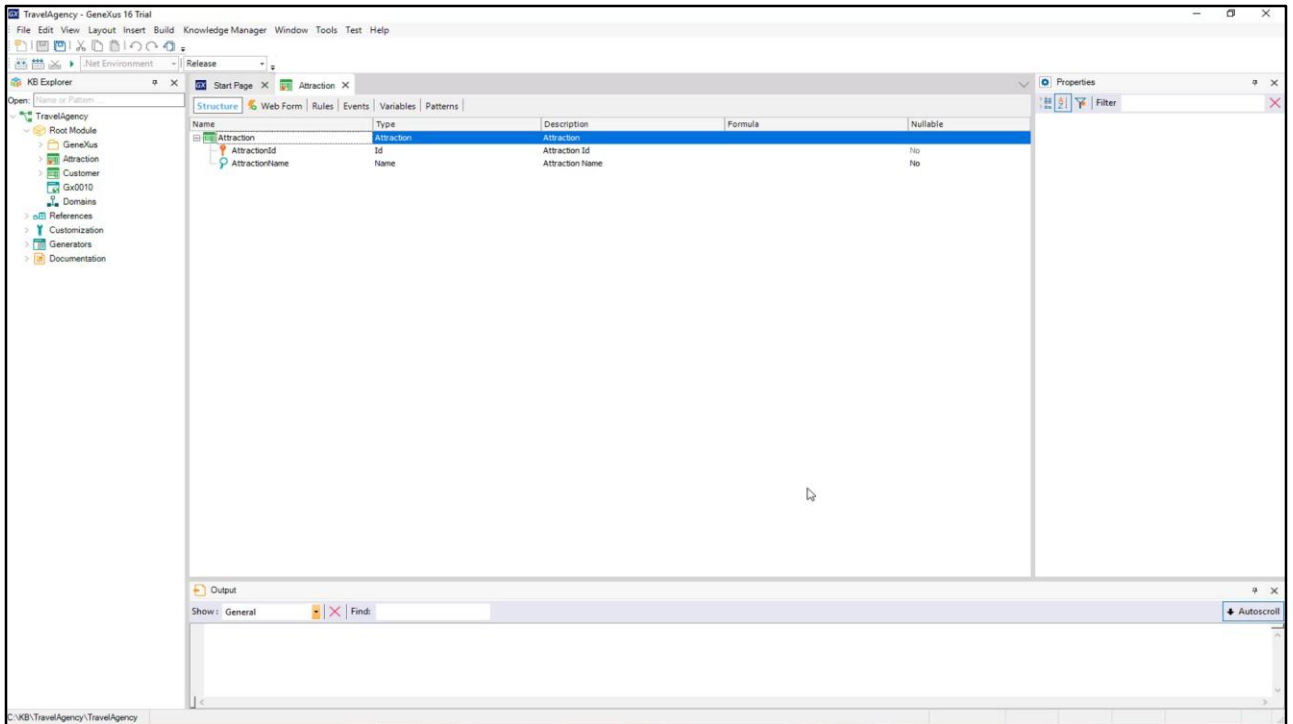 TravelAgency - GeneXus 16 Trial
File Edit View Layout Insert Build Knowledge Manager Window Tools Test Help
.Net Environment Release
KB Explorer
Open: Name or Pattern ...
TravelAgency
Root Module
GeneXus
Attraction
Customer
Gx0010
Domains
References
Customization
Generators
Documentation
Start Page Attraction
Structure Web Form Rules Events Variables Patterns
Name Type Description Formula Nullable
Attraction Attraction Attraction
AttractionId Id Attraction Id No
AttractionName Name Attraction Name No
Properties
Filter
Output
Show: General Find: Autoscroll
C:\KB\TravelAgency\TravelAgency